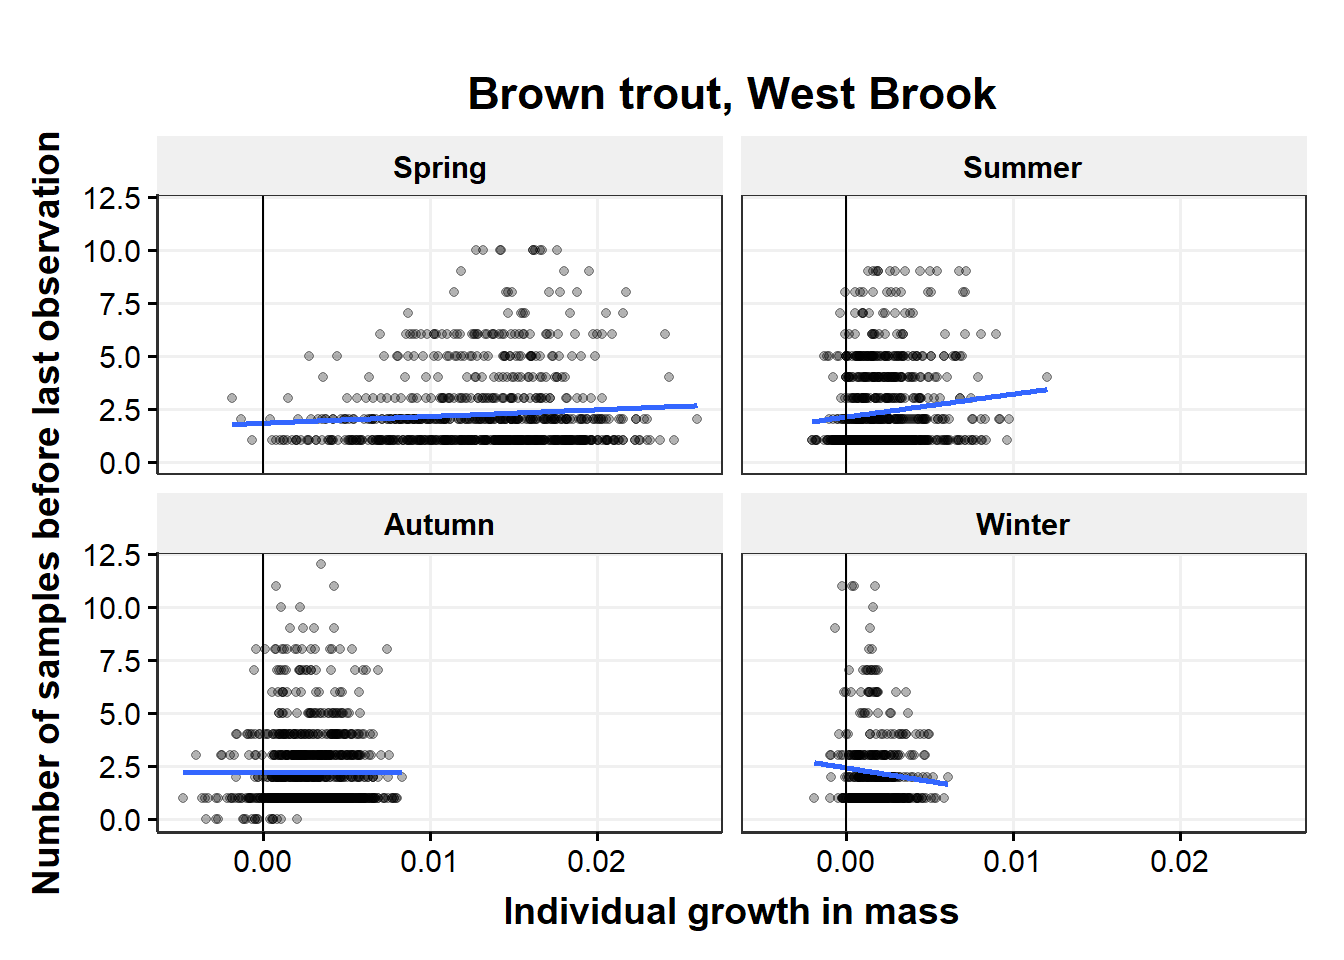 Brown trout, West Brook
Number of samples before last observation
Spring
Summer
12.5
10.0
7.5
5.0
2.5
0.0
Autumn
Winter
12.5
10.0
7.5
5.0
2.5
0.0
0.00 0.01 0.02 0.00 0.01 0.02
Individual growth in mass